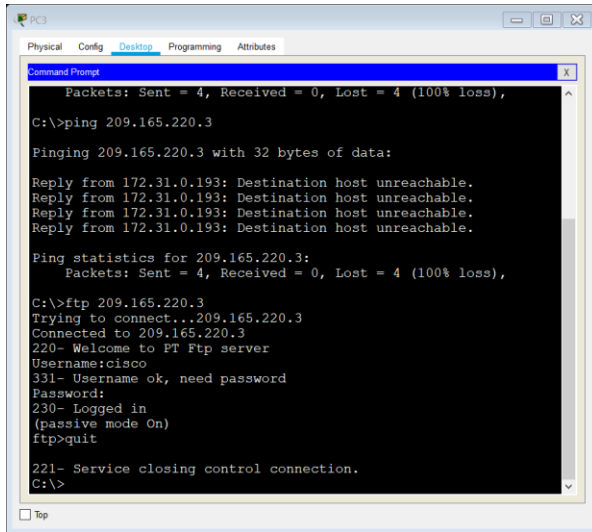 PC3
Physical Config Desktop Programming Attributes
Command Prompt
X
Packets: Sent = 4, Received = 0, Lost = 4 (100% loss),
C:\>ping 209.165.220.3
Pinging 209.165.220.3 with 32 bytes of data:
Reply from 172.31.0.193: Destination host unreachable.
Reply from 172.31.0.193: Destination host unreachable.
Reply from 172.31.0.193: Destination host unreachable.
Reply from 172.31.0.193: Destination host unreachable.
Ping statistics for 209.165.220.3:
Packets: Sent = 4, Received = 0, Lost = 4 (100% loss),
C:\>ftp 209.165.220.3
Trying to connect...209.165.220.3
Connected to 209.165.220.3
220- Welcome to PT Ftp server
Username:cisco
331- Username ok, need password
Password:
230- Logged in
(passive mode On)
ftp>quit
221- Service closing control connection.
C:\>
Top